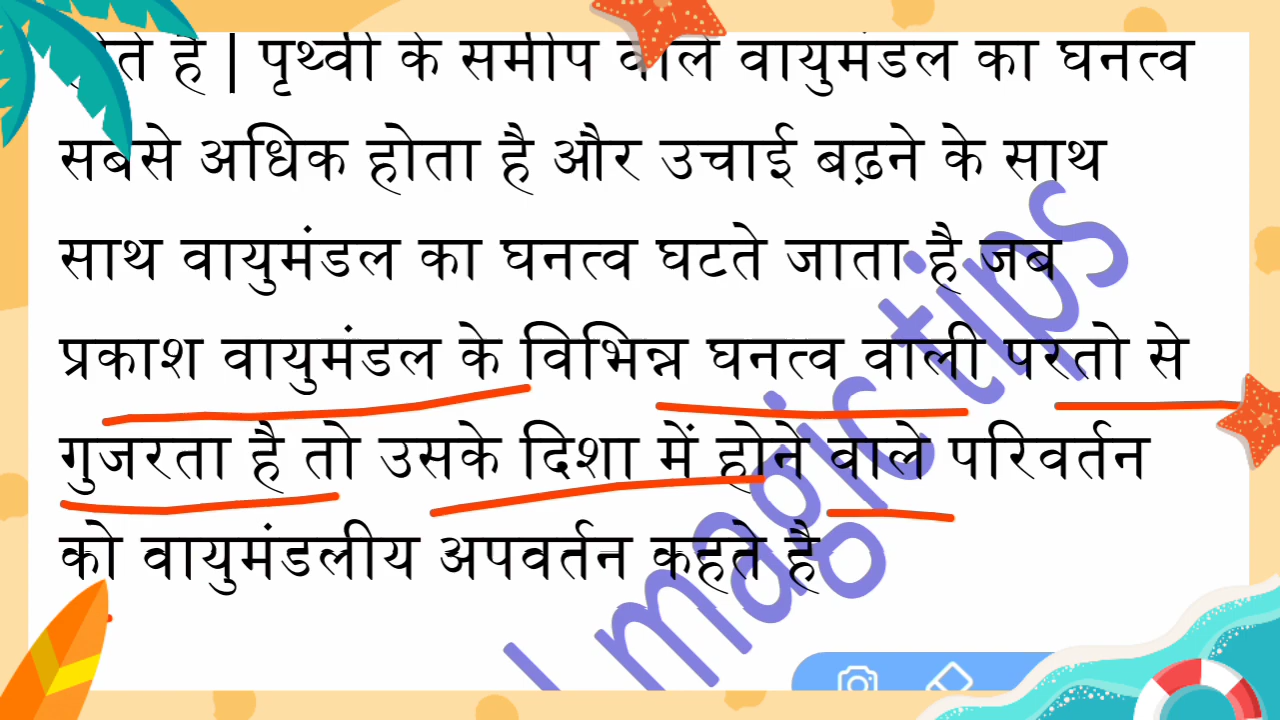 है | पृथ्वी के समीप वाले वायुमंडल का घनत्व
सबसे अधिक होता है और उचाई बढ़ने के साथ
साथ वायुमंडल का घनत्व घटते जाता है जब
प्रकाश वायुमंडल के विभिन्न घनत्व वाली परतो से
गुजरता है तो उसके दिशा में होने वाले परिवर्तन
को वायुमंडलीय अपवर्तन कहते है
magic tips